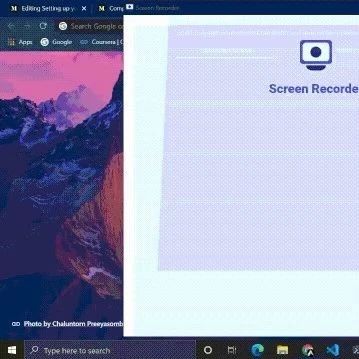 Editing Setting up y
Comp
Screen Recorder
Search Google o
Apps
Google
Coursera | C
Screen Recorde
Photo by Chaluntorn Preeyasomb
Type here to search